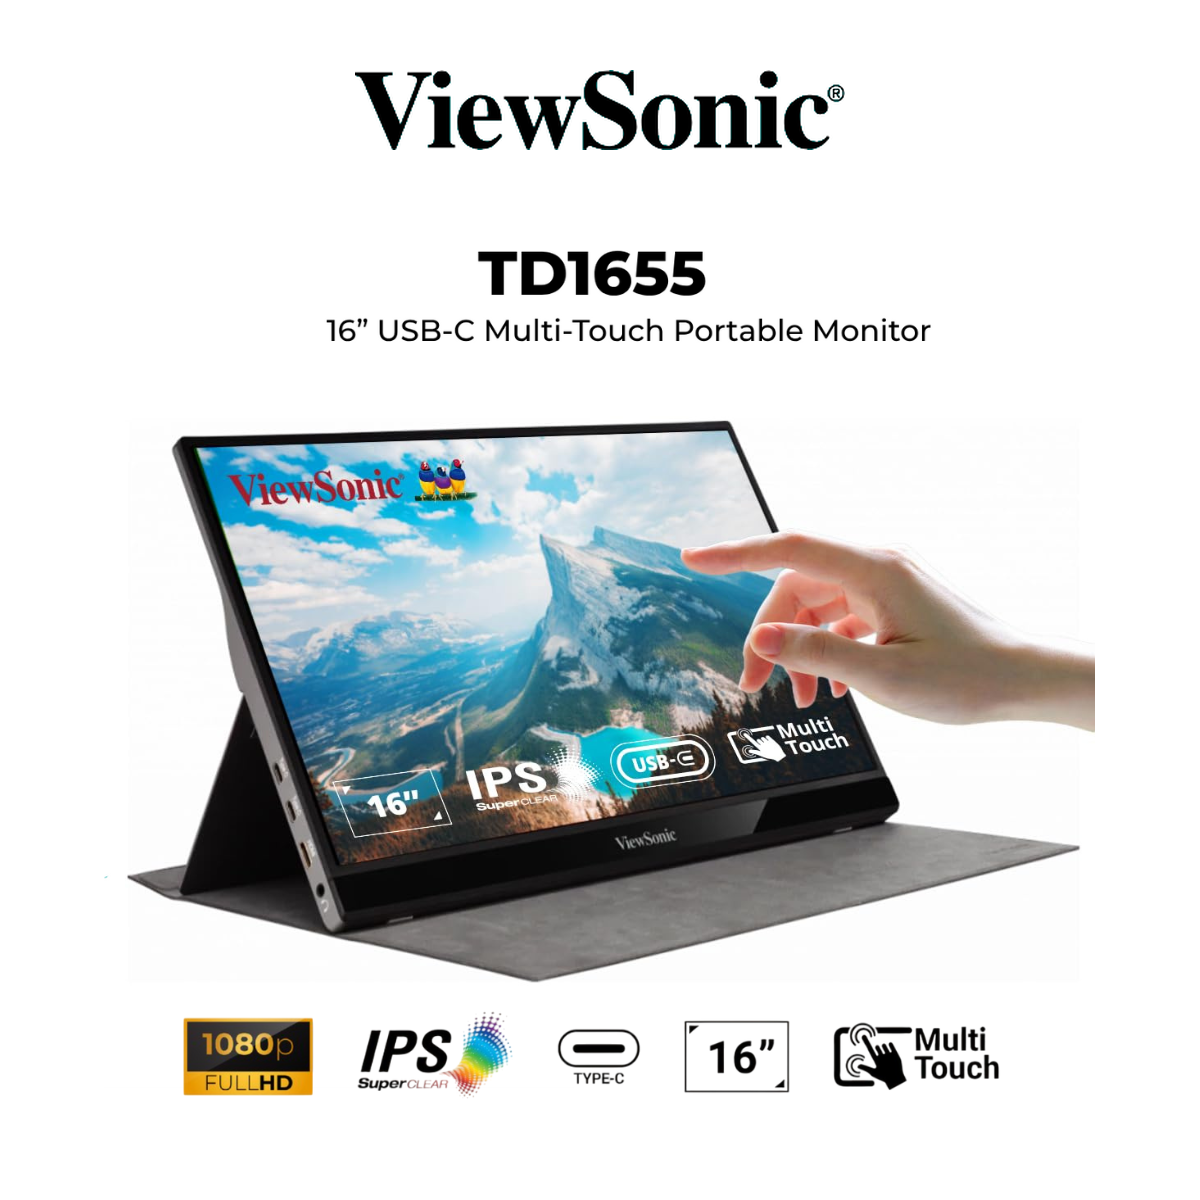 ViewSonic®
TD1655
16” USB-C Multi-Touch Portable Monitor
ViewSonic®
16"
IPS
SuperCLEAR
USB-C
Multi
Touch
ViewSonic
1080p
FULLHD
IPS
SuperCLEAR
TYPE-C
16”
Multi
Touch